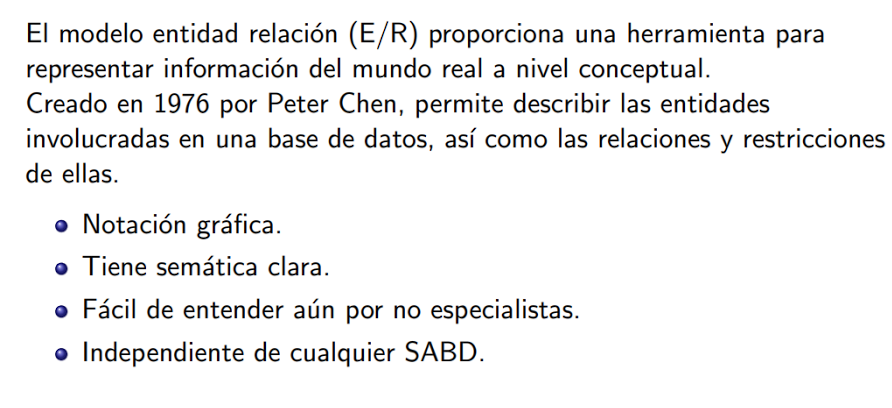 El modelo entidad relación (E/R) proporciona una herramienta para
representar información del mundo real a nivel conceptual.
Creado en 1976 por Peter Chen, permite describir las entidades
involucradas en una base de datos, así como las relaciones y restricciones
de ellas.
Notación gráfica.
Tiene semática clara.
Fácil de entender aún por no especialistas.
Independiente de cualquier SABD.